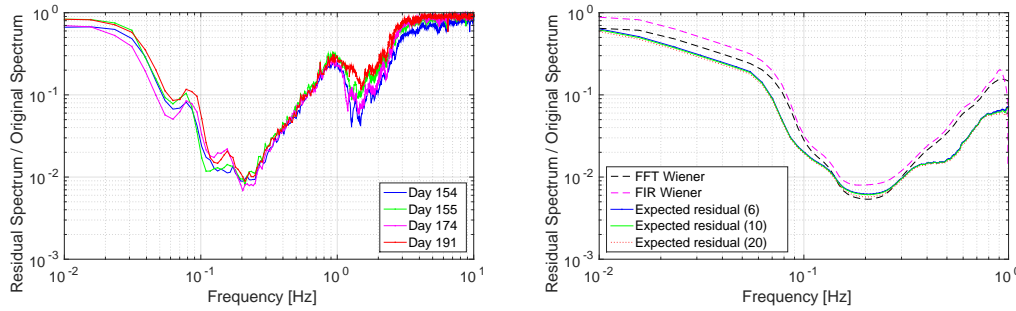 Residual Spectrum / Original Spectrum
10^0
10^-1
10^-2
10^-3
10^-2
10^-1
10^0
10^1
Frequency [Hz]
Day 154
Day 155
Day 174
Day 191
Residual Spectrum / Original Spectrum
10^0
10^-1
10^-2
10^-3
10^-2
10^-1
10^0
Frequency [Hz]
FFT Wiener
FIR Wiener
Expected residual (6)
Expected residual (10)
Expected residual (20)